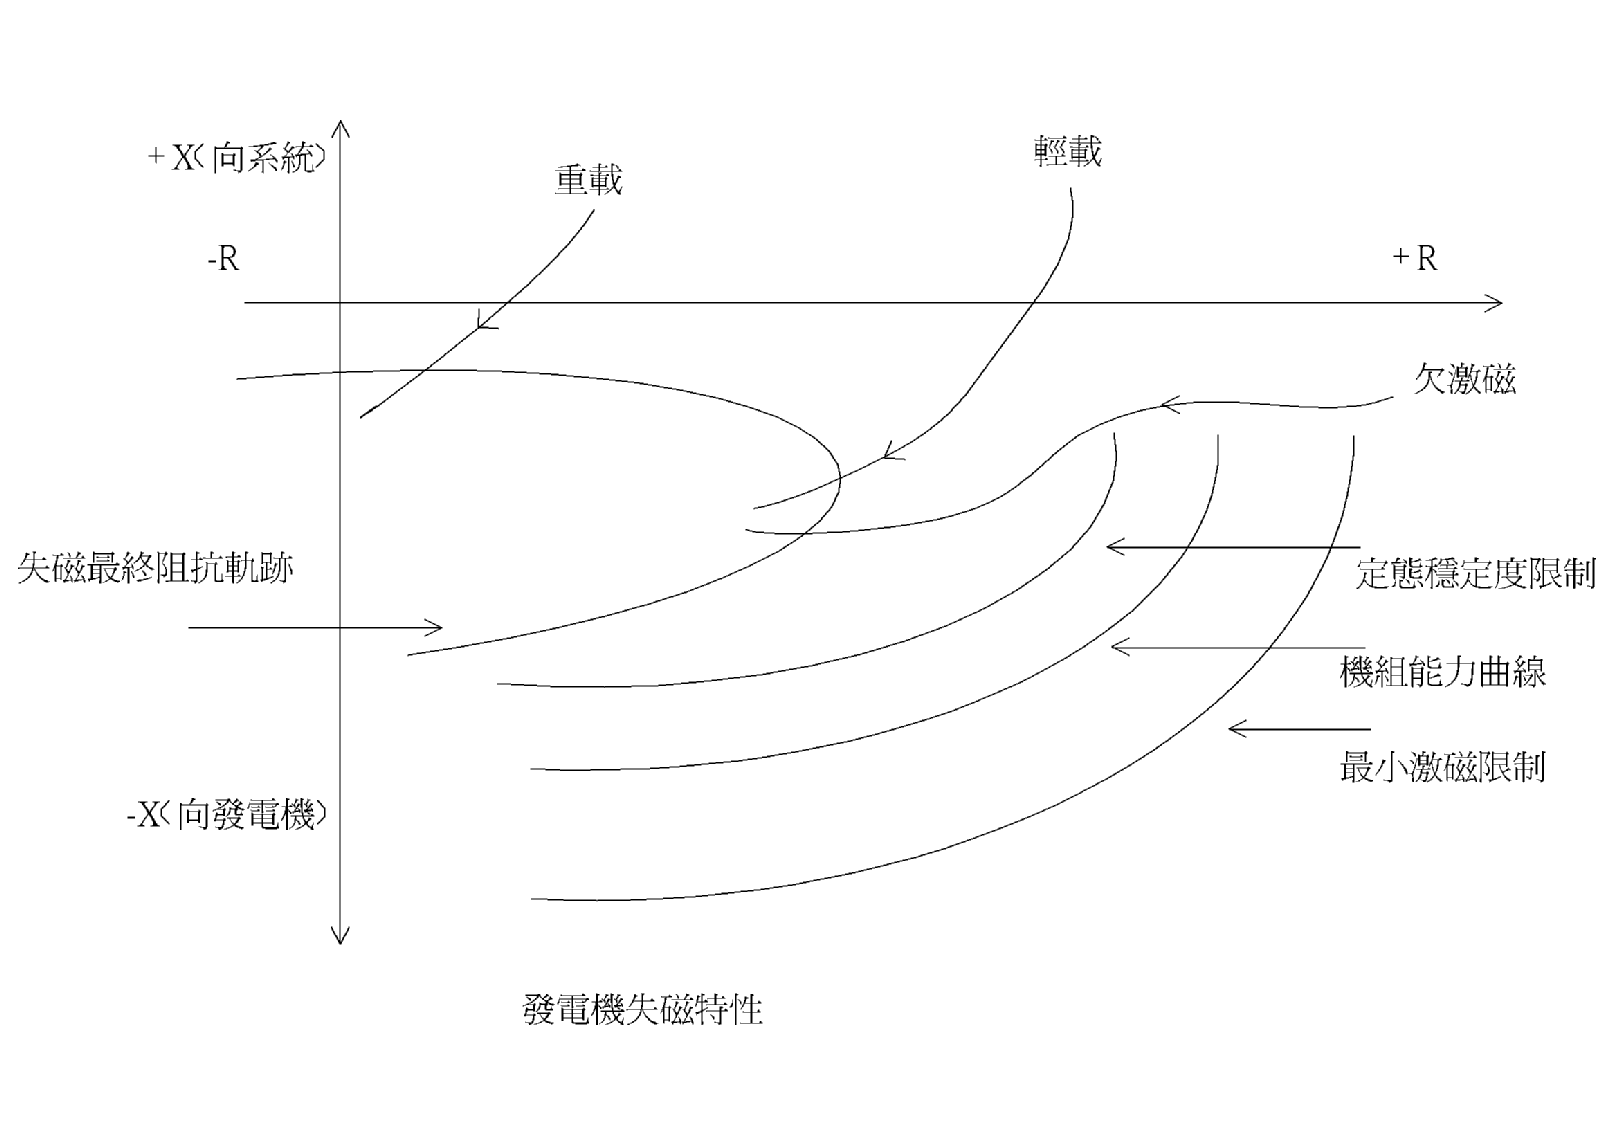 +X(向系統)
重載
輕載
-R
+R
欠激磁
失磁最終阻抗軌跡
定態穩定度限制
機組能力曲線
最小激磁限制
-X(向發電機)
發電機失磁特性